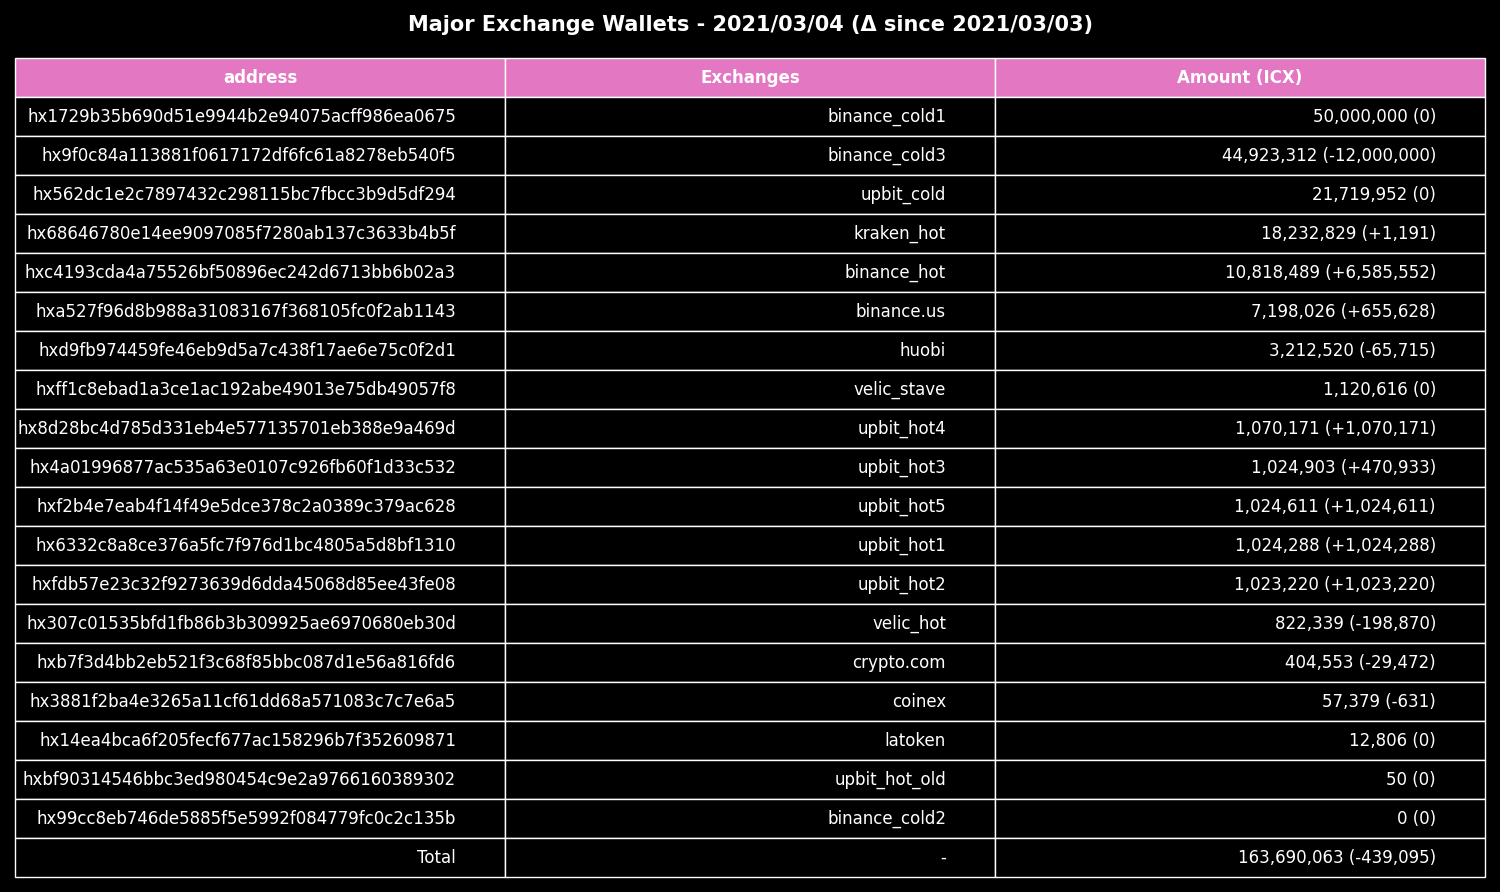 Major Exchange Wallets - 2021/03/04 (Δ since 2021/03/03)
address Exchanges Amount (ICX)
hx1729b35b690d51e9944b2e94075acff986ea0675 binance_cold1 50,000,000 (0)
hx9f0c84a113881f0617172df6fc61a8278eb540f5 binance_cold3 44,923,312 (-12,000,000)
hx562dc1e2c7897432c298115bc7fbcc3b9d5df294 upbit_cold 21,719,952 (0)
hx68646780e14ee9097085f7280ab137c3633b4b5f kraken_hot 18,232,829 (+1,191)
hxc4193cda4a75526bf50896ec242d6713bb6b02a3 binance_hot 10,818,489 (+6,585,552)
hxa527f96d8b988a31083167f368105fc0f2ab1143 binance.us 7,198,026 (+655,628)
hxd9fb974459fe46eb9d5a7c438f17ae6e75c0f2d1 huobi 3,212,520 (-65,715)
hxff1c8ebad1a3ce1ac192abe49013e75db49057f8 velic_stave 1,120,616 (0)
hx8d28bc4d785d331eb4e577135701eb388e9a469d upbit_hot4 1,070,171 (+1,070,171)
hx4a01996877ac535a63e0107c926fb60f1d33c532 upbit_hot3 1,024,903 (+470,933)
hxf2b4e7eab4f14f49e5dce378c2a0389c379ac628 upbit_hot5 1,024,611 (+1,024,611)
hx6332c8a8ce376a5fc7f976d1bc4805a5d8bf1310 upbit_hot1 1,024,288 (+1,024,288)
hxfdb57e23c32f9273639d6dda45068d85ee43fe08 upbit_hot2 1,023,220 (+1,023,220)
hx307c01535bfd1fb86b3b309925ae6970680eb30d velic_hot 822,339 (-198,870)
hxb7f3d4bb2eb521f3c68f85bbc087d1e56a816fd6 crypto.com 404,553 (-29,472)
hx3881f2ba4e3265a11cf61dd68a571083c7c7e6a5 coinex 57,379 (-631)
hx14ea4bca6f205fecf677ac158296b7f352609871 latoken 12,806 (0)
hxbf90314546bbc3ed980454c9e2a9766160389302 upbit_hot_old 50 (0)
hx99cc8eb746de5885f5e5992f084779fc0c2c135b binance_cold2 0 (0)
Total - 163,690,063 (-439,095)